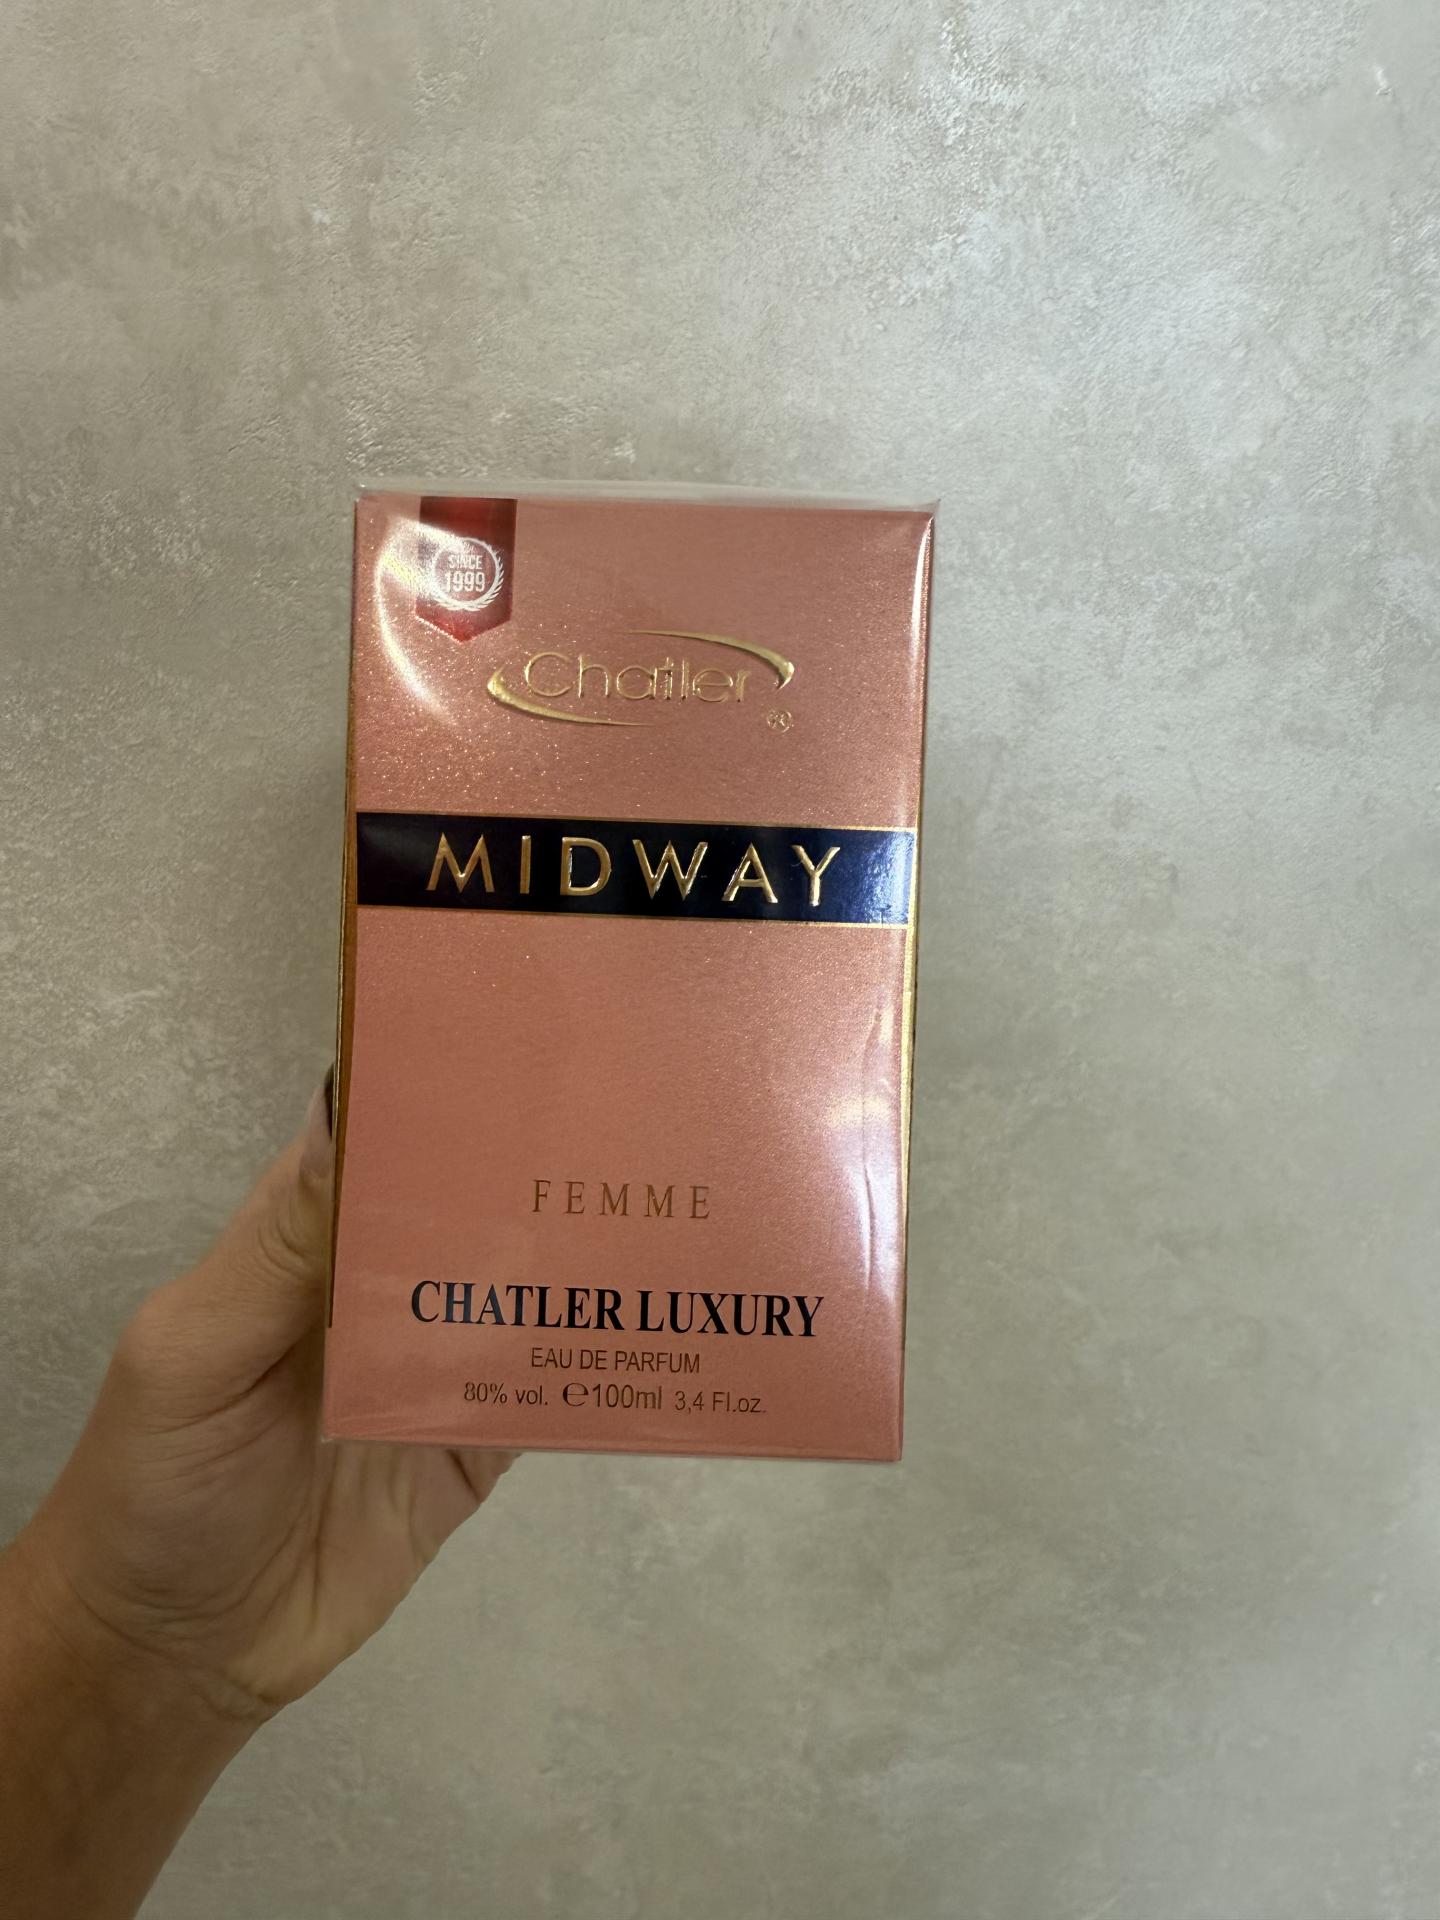 SINCE
1999
Chatler
®
MIDWAY
FEMME
CHATLER LUXURY
EAU DE PARFUM
80% vol. ℮100ml 3,4 Fl.oz.